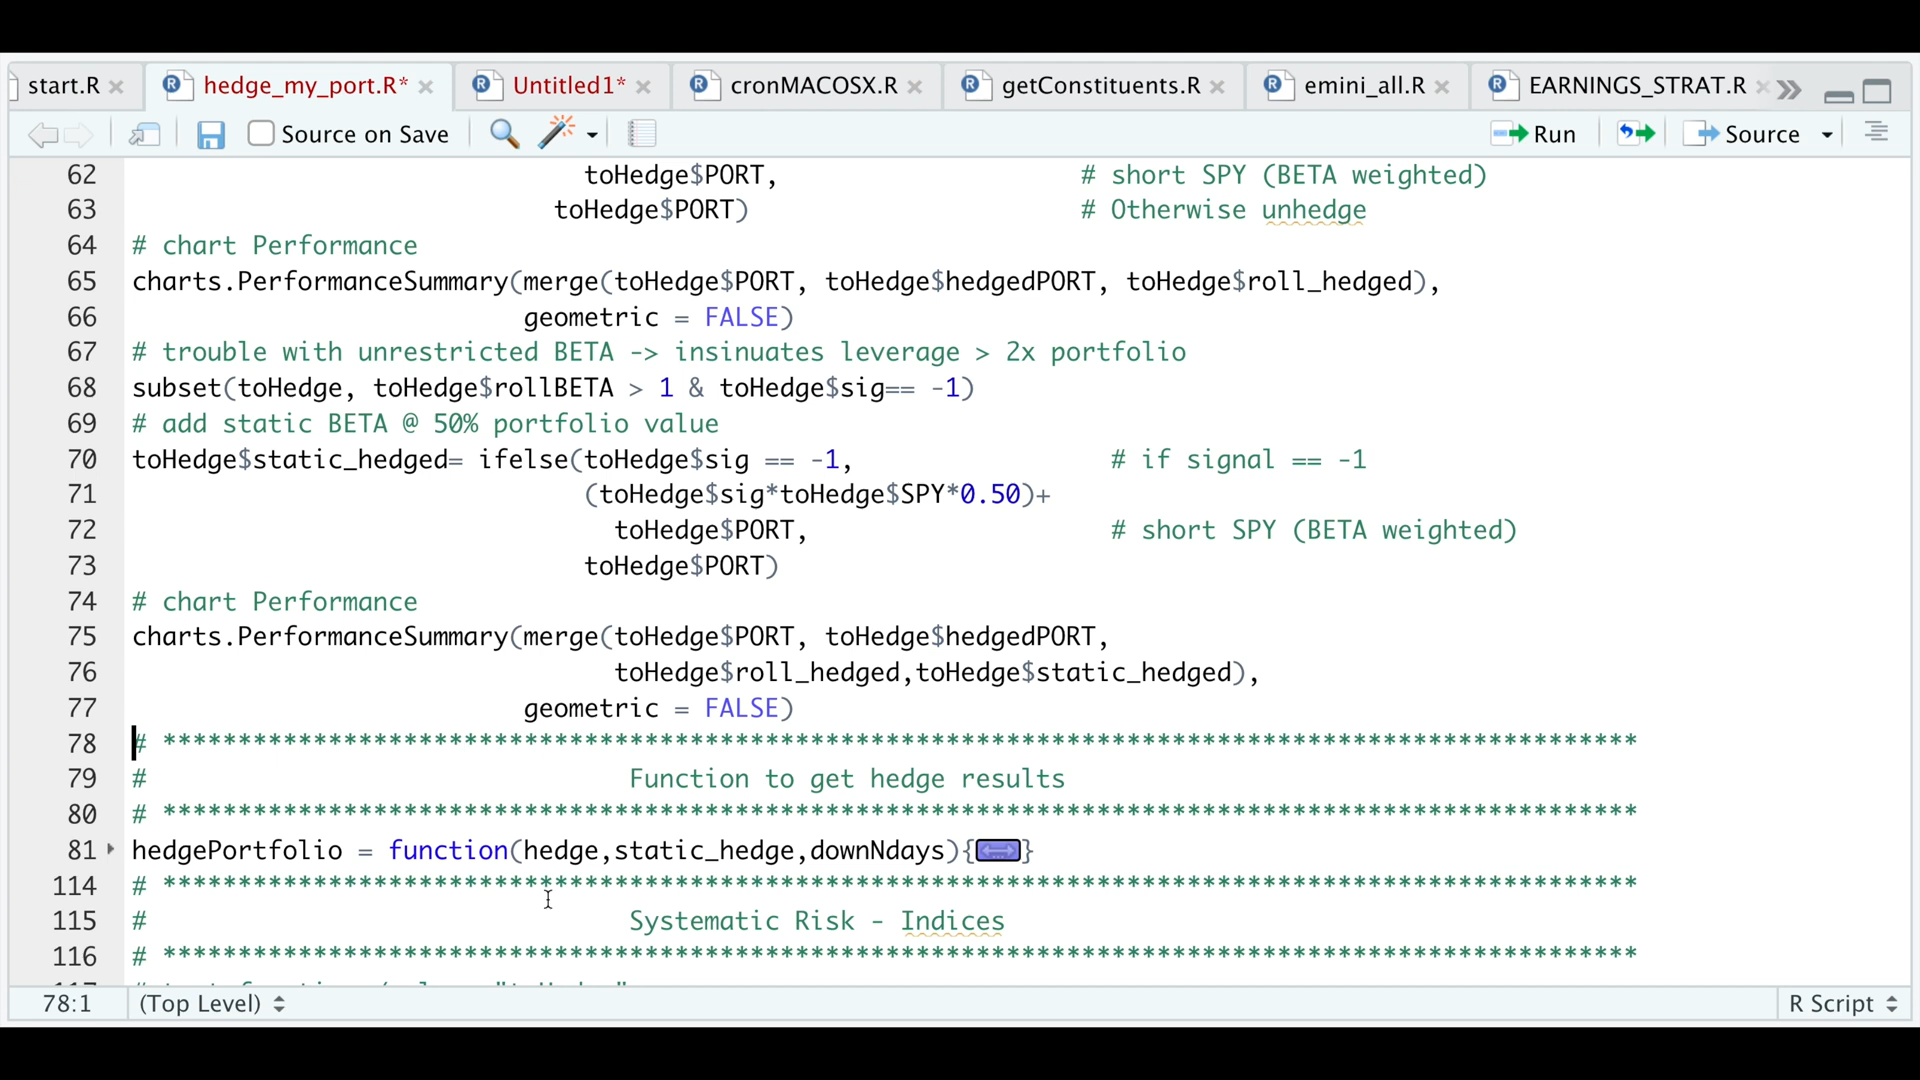 start.R hedge_my_port.R* Untitled1* cronMACOSX.R getConstituents.R emini_all.R EARNINGS_STRAT.R
Source on Save Run Source
62 toHedge$PORT, # short SPY (BETA weighted)
63 toHedge$PORT) # Otherwise unhedge
64 # chart Performance
65 charts.PerformanceSummary(merge(toHedge$PORT, toHedge$hedgedPORT, toHedge$roll_hedged),
66 geometric = FALSE)
67 # trouble with unrestricted BETA -> insinuates leverage > 2x portfolio
68 subset(toHedge, toHedge$rollBETA > 1 & toHedge$sig== -1)
69 # add static BETA @ 50% portfolio value
70 toHedge$static_hedged= ifelse(toHedge$sig == -1, # if signal == -1
71 (toHedge$sig*toHedge$SPY*0.50)+
72 toHedge$PORT, # short SPY (BETA weighted)
73 toHedge$PORT)
74 # chart Performance
75 charts.PerformanceSummary(merge(toHedge$PORT, toHedge$hedgedPORT,
76 toHedge$roll_hedged,toHedge$static_hedged),
77 geometric = FALSE)
78 # **************************************************************************************************
79 # Function to get hedge results
80 # **************************************************************************************************
81 hedgePortfolio = function(hedge,static_hedge,downNdays){}
114 # **************************************************************************************************
115 # Systematic Risk - Indices
116 # **************************************************************************************************
78:1 (Top Level) R Script